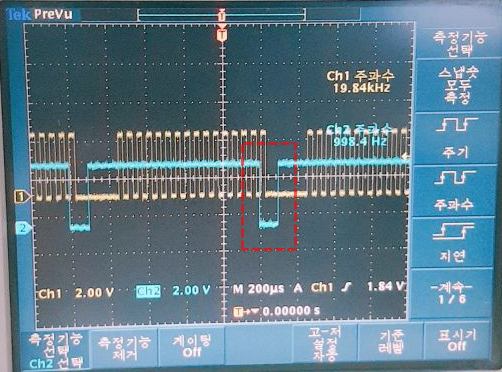 Tek PreVu
T
T
측정기능
선택
Ch1 주파수
19.84kHz
스냅숏
모두
측정
Ch2 주파수
998.4 Hz
주기
1
주파수
2
지연
Ch1 2.00 V Ch2 2.00 V M 200µs A Ch1 1.84 V
-계속-
1 / 6
T 0.00000 s
측정기능
선택
Ch2 선택
측정기능
제거
게이팅
Off
고-저
설정
자동
기준
레벨
표시기
Off